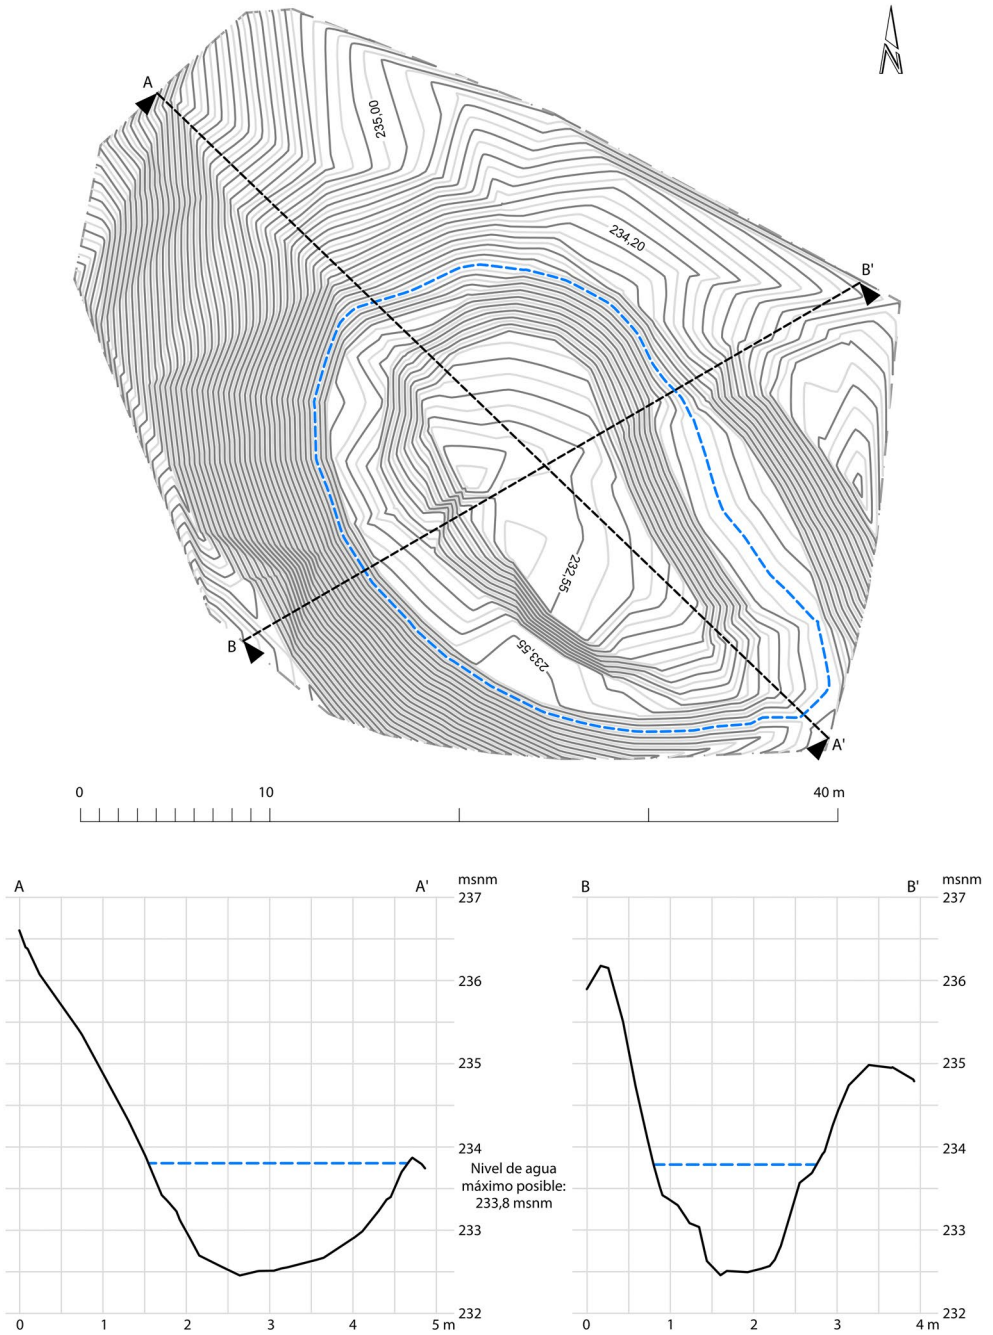 N
A
235,00
234,20
B'
232,55
233,55
B
A'
0 10 40 m
A A' msnm
237
236
235
234
Nivel de agua
máximo posible:
233,8 msnm
233
232
0 1 2 3 4 5 m
B B' msnm
237
236
235
234
233
232
0 1 2 3 4 m